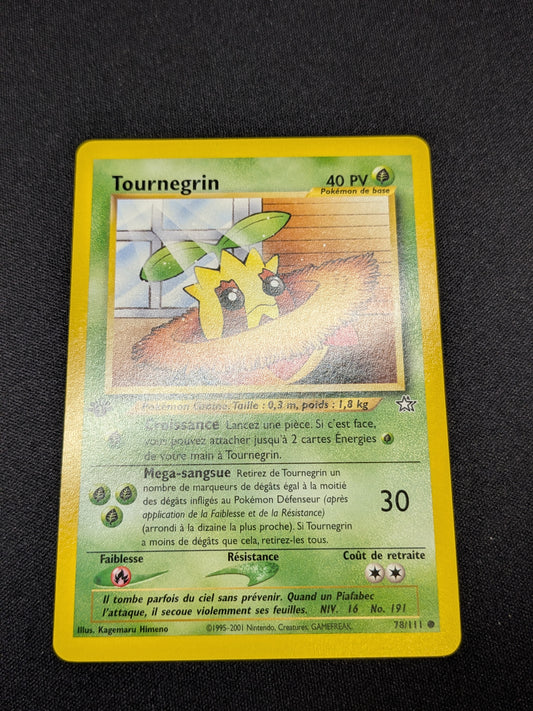 Tournegrin 40 PV
Pokémon de base
Pokémon Graine. Taille : 0,3 m, poids : 1,8 kg
Croissance Lancez une pièce. Si c'est face,
vous pouvez attacher jusqu'à 2 cartes Énergies
de votre main à Tournegrin.
Mega-sangsue Retirez de Tournegrin un
nombre de marqueurs de dégâts égal à la moitié
des dégâts infligés au Pokémon Défenseur (après
application de la Faiblesse et de la Résistance)
(arrondi à la dizaine la plus proche). Si Tournegrin
a moins de dégâts que cela, retirez-les tous.
30
Faiblesse Résistance Coût de retraite
Il tombe parfois du ciel sans prévenir. Quand un Piafabec
l'attaque, il secoue violemment ses feuilles. NIV. 16 No. 191
Illus. Kagemaru Himeno ©1995-2001 Nintendo, Creatures, GAMEFREAK. 78/111